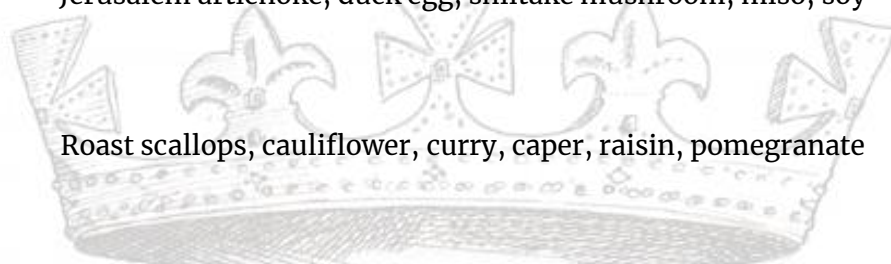 Jerusalem artichoke, duck egg, shiitake mushroom, miso, soy
Roast scallops, cauliflower, curry, caper, raisin, pomegranate